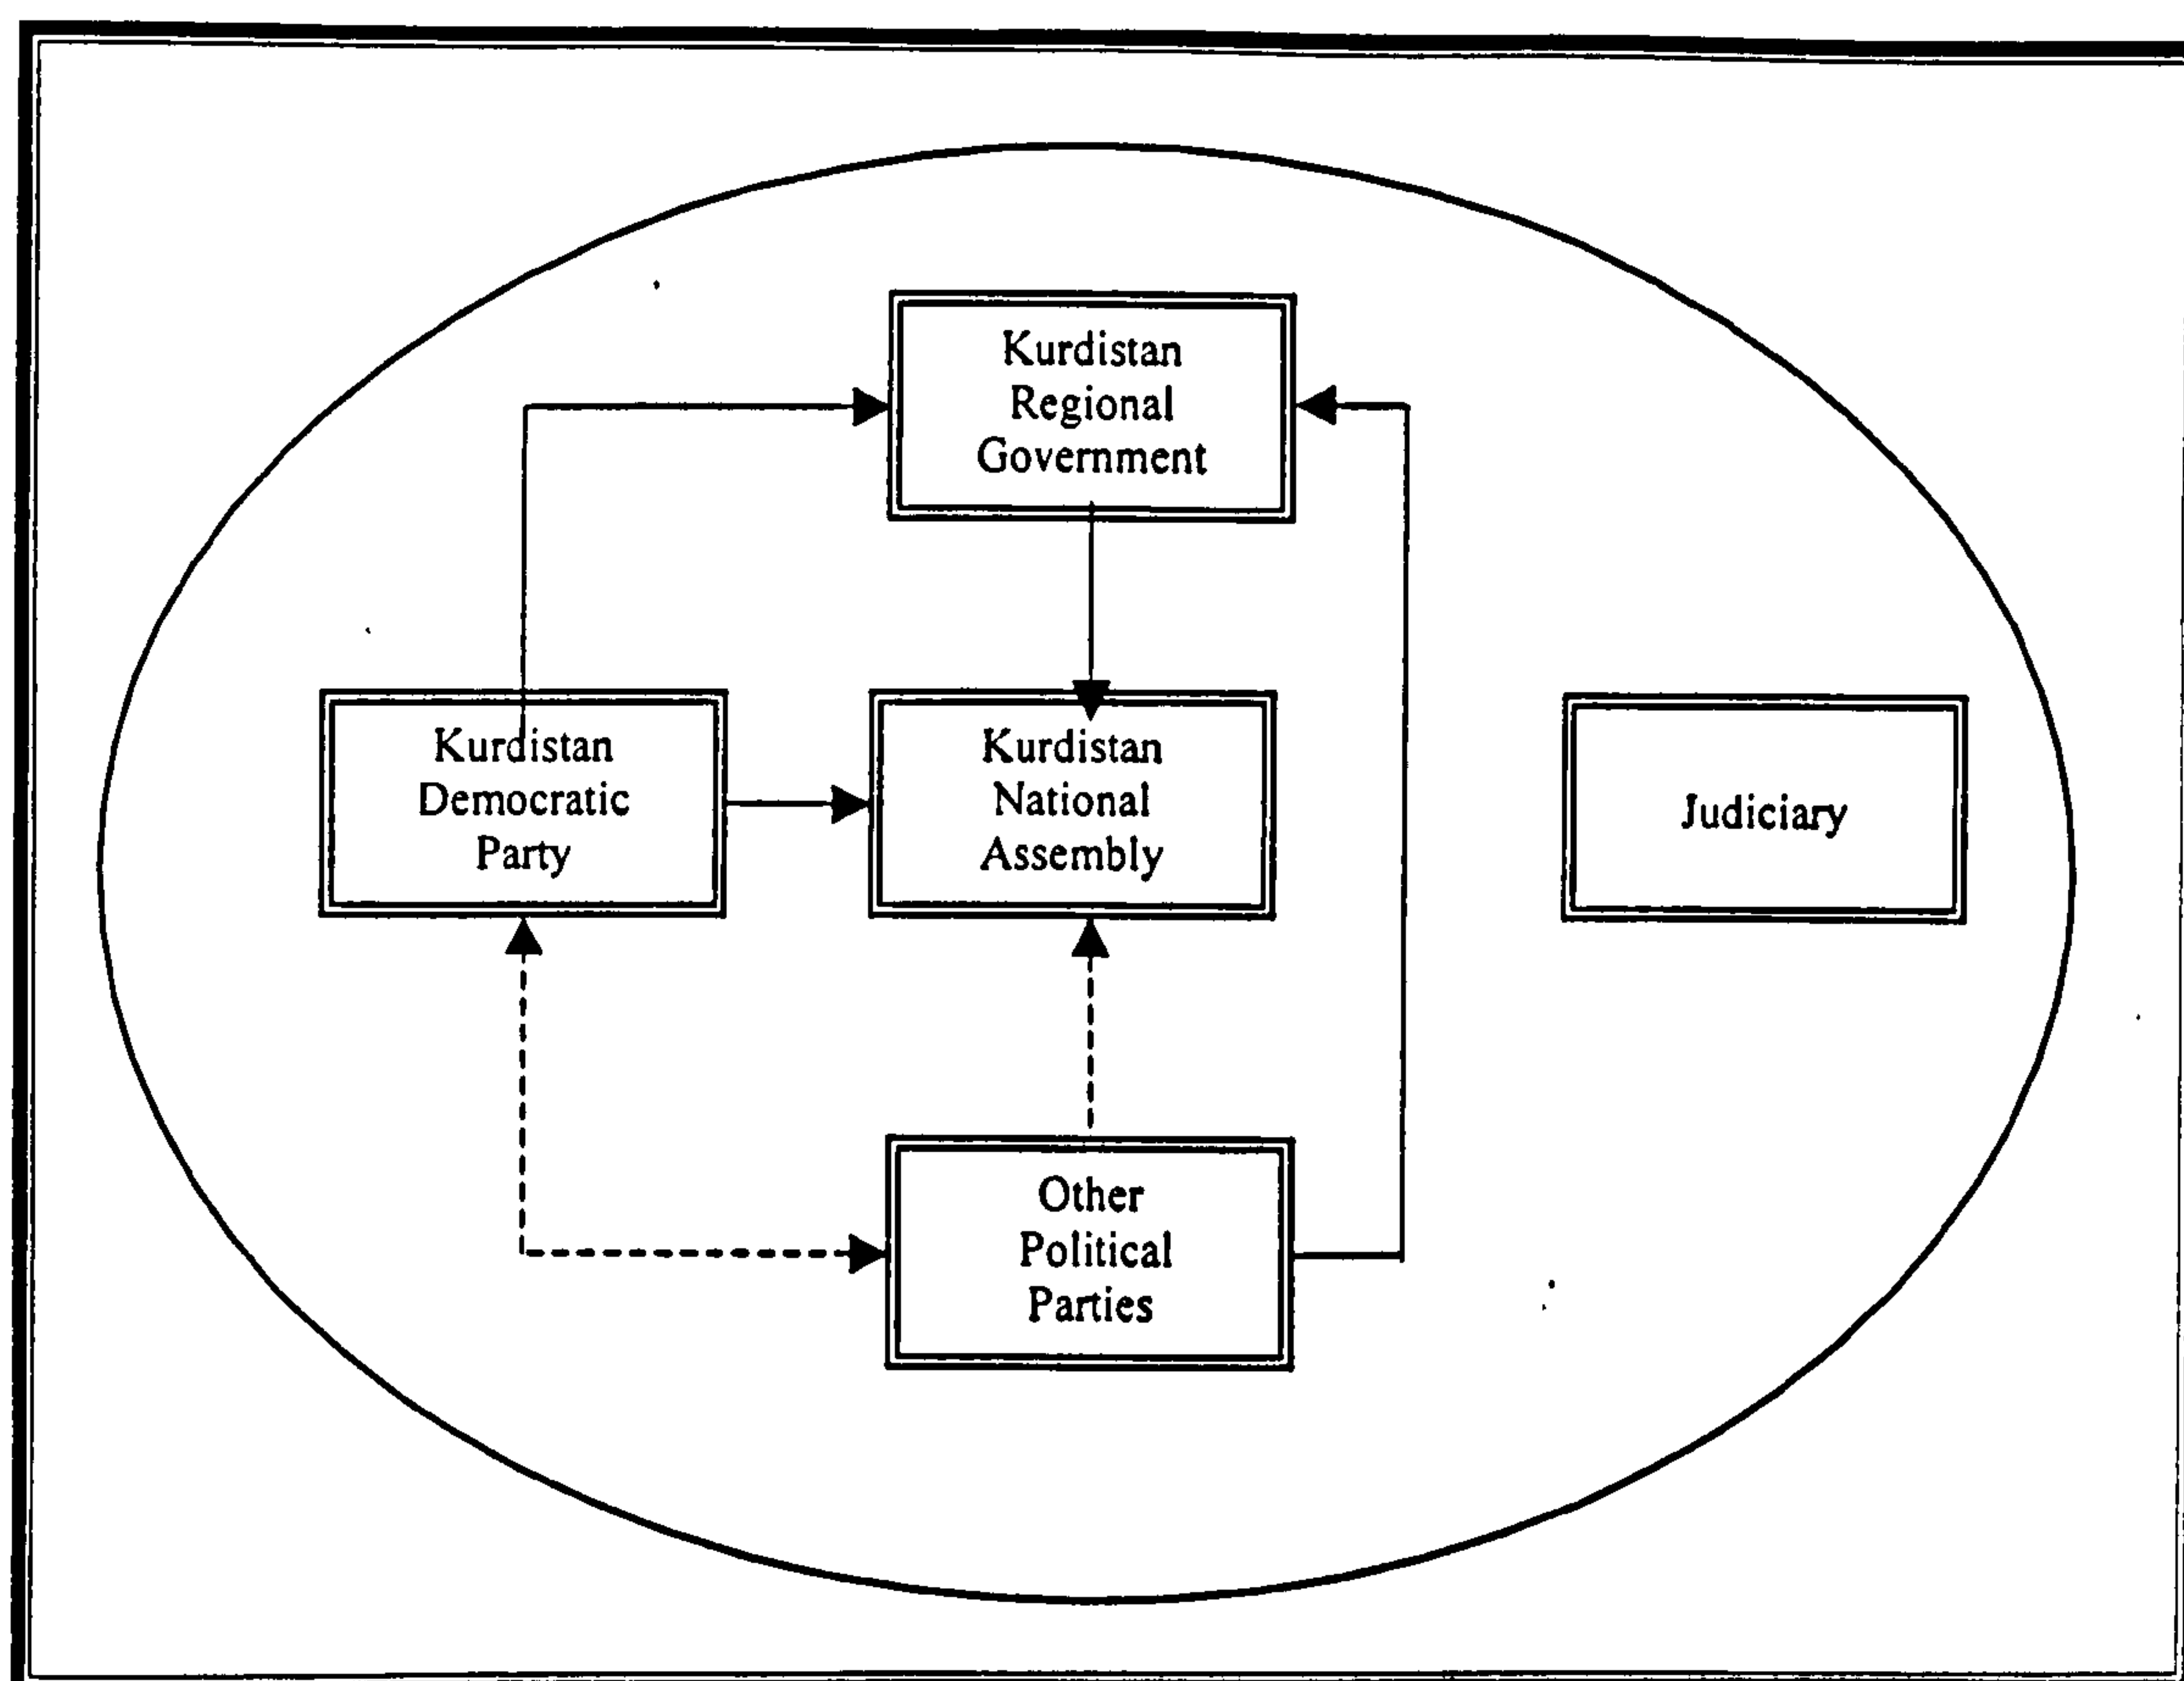 Kurdistan
Regional
Government
Kurdistan
Democratic
Party
Kurdistan
National
Assembly
Judiciary
Other
Political
Parties